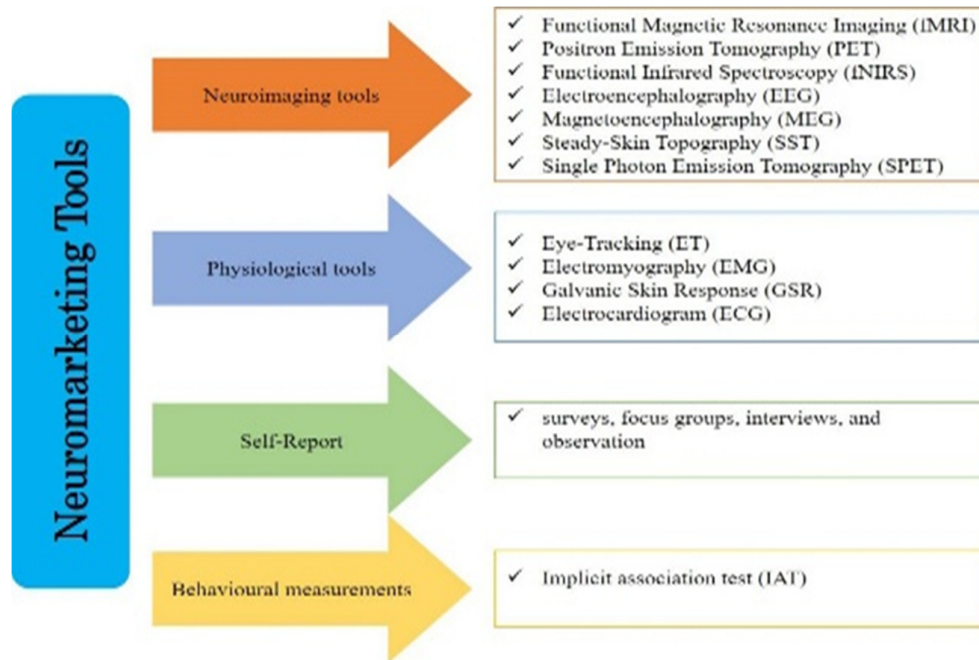 Neuromarketing Tools
Neuroimaging tools
✓ Functional Magnetic Resonance Imaging (fMRI)
✓ Positron Emission Tomography (PET)
✓ Functional Infrared Spectroscopy (fNIRS)
✓ Electroencephalography (EEG)
✓ Magnetoencephalography (MEG)
✓ Steady-Skin Topography (SST)
✓ Single Photon Emission Tomography (SPET)
Physiological tools
✓ Eye-Tracking (ET)
✓ Electromyography (EMG)
✓ Galvanic Skin Response (GSR)
✓ Electrocardiogram (ECG)
Self-Report
✓ surveys, focus groups, interviews, and
observation
Behavioural measurements
✓ Implicit association test (IAT)